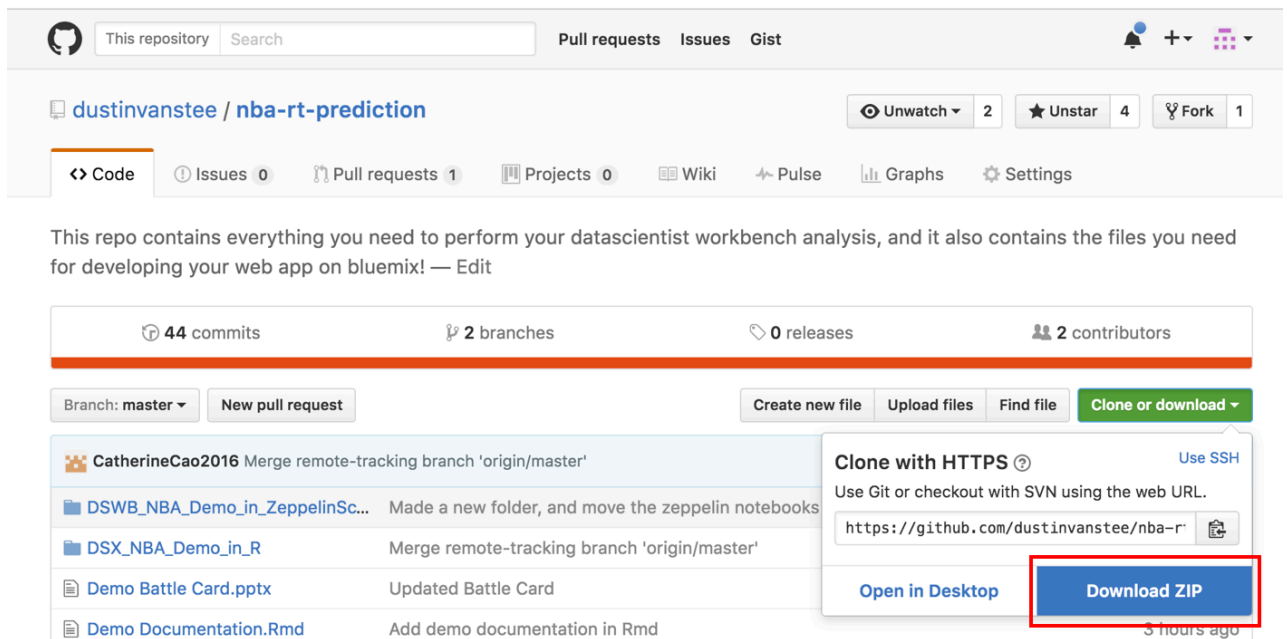 This repository Search Pull requests Issues Gist
dustinvanstee / nba-rt-prediction Unwatch 2 Unstar 4 Fork 1
Code Issues 0 Pull requests 1 Projects 0 Wiki Pulse Graphs Settings
This repo contains everything you need to perform your datascientist workbench analysis, and it also contains the files you need
for developing your web app on bluemix! — Edit
44 commits 2 branches 0 releases 2 contributors
Branch: master New pull request Create new file Upload files Find file Clone or download
CatherineCao2016 Merge remote-tracking branch 'origin/master'
Clone with HTTPS ? Use SSH
Use Git or checkout with SVN using the web URL.
DSWB_NBA_Demo_in_ZeppelinSc... Made a new folder, and move the zeppelin notebooks
https://github.com/dustinvanstee/nba-r
DSX_NBA_Demo_in_R Merge remote-tracking branch 'origin/master'
Demo Battle Card.pptx Updated Battle Card
Open in Desktop Download ZIP
Demo Documentation.Rmd Add demo documentation in Rmd 3 hours ago